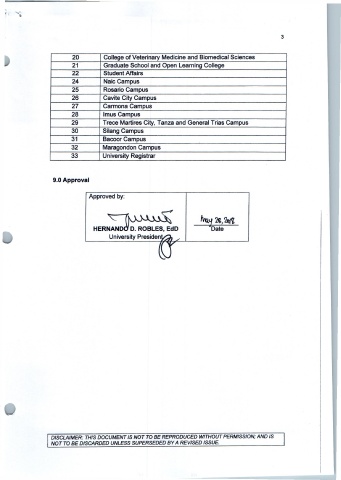 3
20 College of Veterinary Medicine and Biomedical Sciences
21 Graduate School and Open Learning College
22 Student Affairs
24 Naic Campus
25 Rosario Campus
26 Cavite City Campus
27 Carmona Campus
28 Imus Campus
29 Trece Martires City, Tanza and General Trias Campus
30 Silang Campus
31 Bacoor Campus
32 Maragondon Campus
33 University Registrar
9.0 Approval
Approved by:
May 26, 2018
HERNANDO D. ROBLES, EdD Date
University President
DISCLAIMER: THIS DOCUMENT IS NOT TO BE REPRODUCED WITHOUT PERMISSION; AND IS
NOT TO BE DISCARDED UNLESS SUPERSEDED BY A REVISED ISSUE.